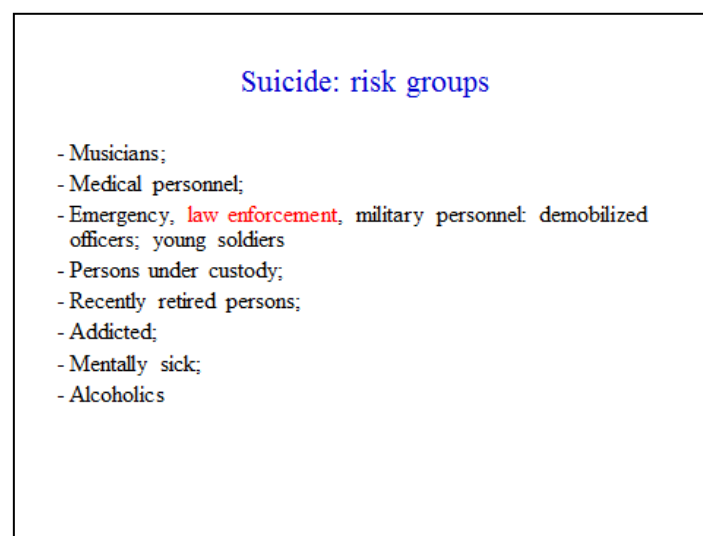 Suicide: risk groups
- Musicians;
- Medical personnel;
- Emergency, law enforcement, military personnel: demobilized
officers; young soldiers
- Persons under custody;
- Recently retired persons;
- Addicted;
- Mentally sick;
- Alcoholics